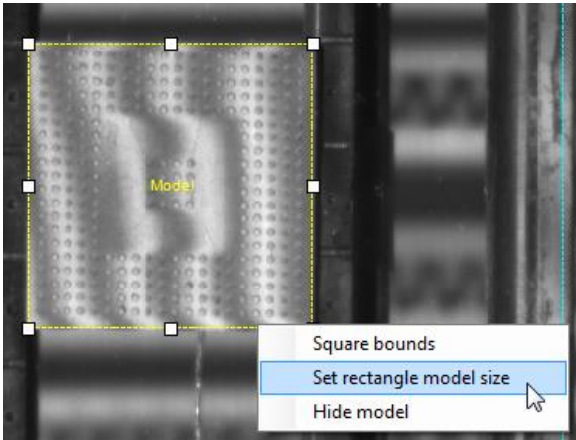 Model
Square bounds
Set rectangle model size
Hide model